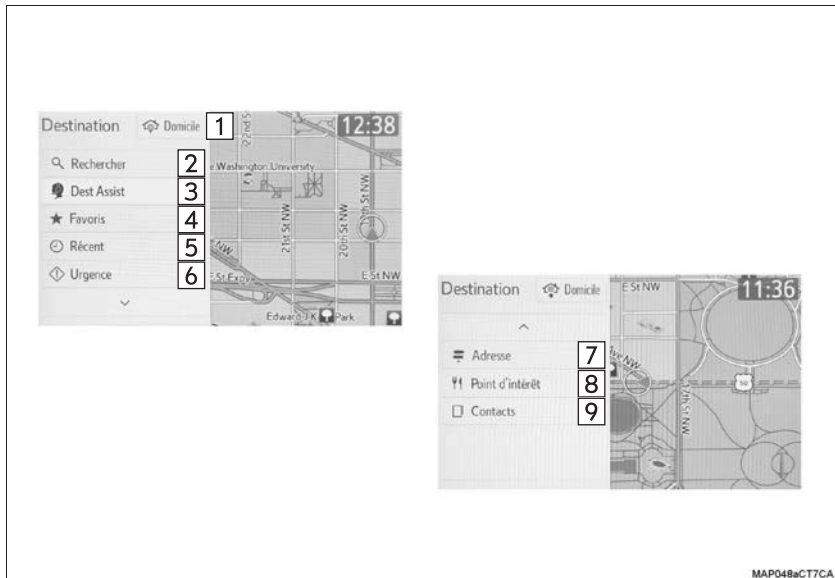 Destination Domicile 1 12:38
22nd St
Rechercher 2
e Washington University
Dest Assist 3
Favoris 4
21st St NW
20th St NW
19th St NW
Récent 5
Urgence 6
E St Expy
E St NW
Edward J K Park
Destination Domicile E St NW 11:36
Adresse 7
ve NW
Point d'intérêt 8
50
Contacts 9
17th St NW
MAP048aCT7CA